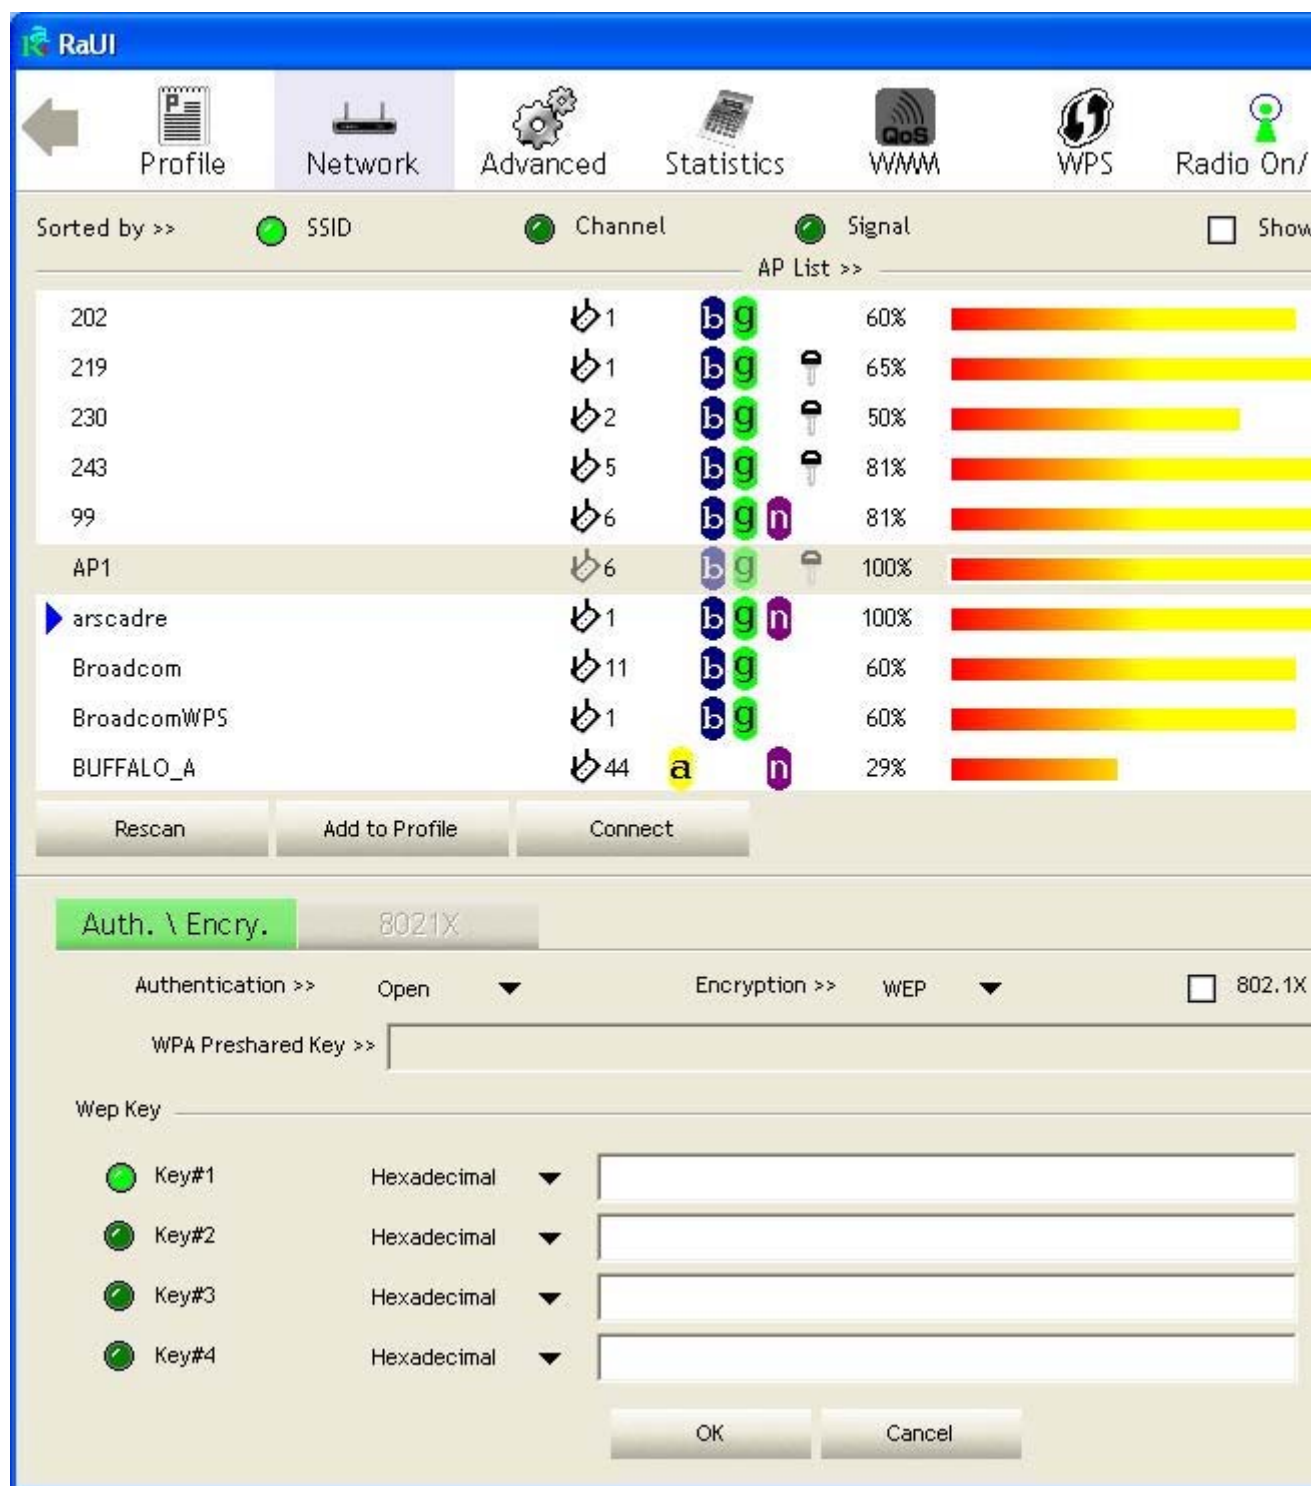 RaUI
Profile Network Advanced Statistics QoS WMM WPS Radio On/
Sorted by >> SSID Channel Signal Show
AP List >>
202 1 b g 60%
219 1 b g 65%
230 2 b g 50%
243 5 b g 81%
99 6 b g n 81%
AP1 6 b g 100%
arscadre 1 b g n 100%
Broadcom 11 b g 60%
BroadcomWPS 1 b g 60%
BUFFALO_A 44 a n 29%
Rescan Add to Profile Connect
Auth. \ Encry. 8021X
Authentication >> Open Encryption >> WEP 802.1X
WPA Preshared Key >>
Wep Key
Key#1 Hexadecimal
Key#2 Hexadecimal
Key#3 Hexadecimal
Key#4 Hexadecimal
OK Cancel